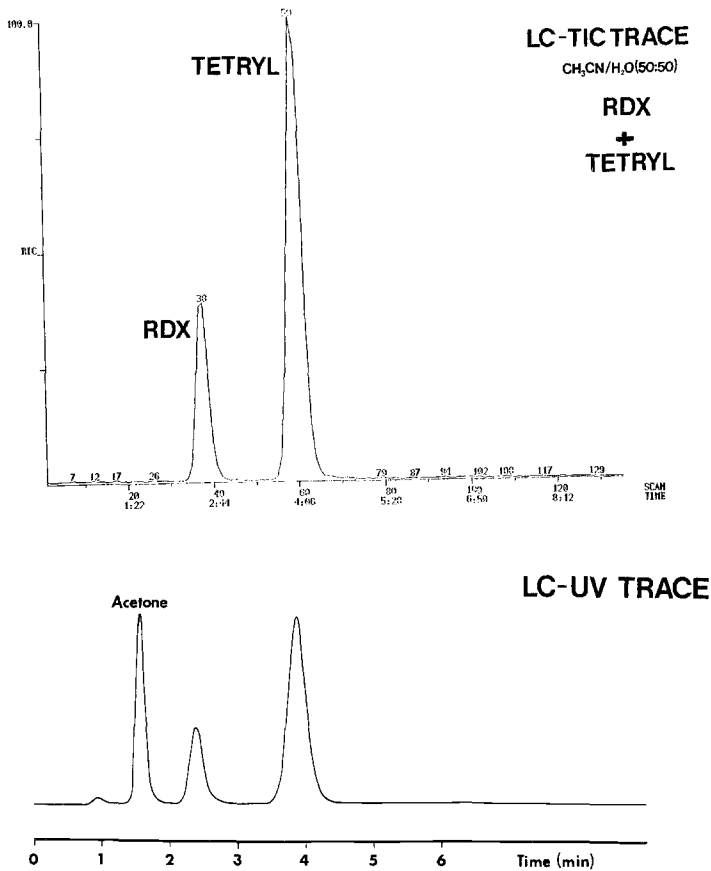 100.0
LC-TIC TRACE
CH₃CN/H₂O(50:50)
RDX
+
TETRYL
TETRYL
RIC
38
RDX
7 12 17 26 79 87 102 117 129
20 40 60 80 100 120 SCAN
1:22 2:44 4:06 5:28 6:50 8:12 TIME
LC-UV TRACE
Acetone
0 1 2 3 4 5 6 Time (min)